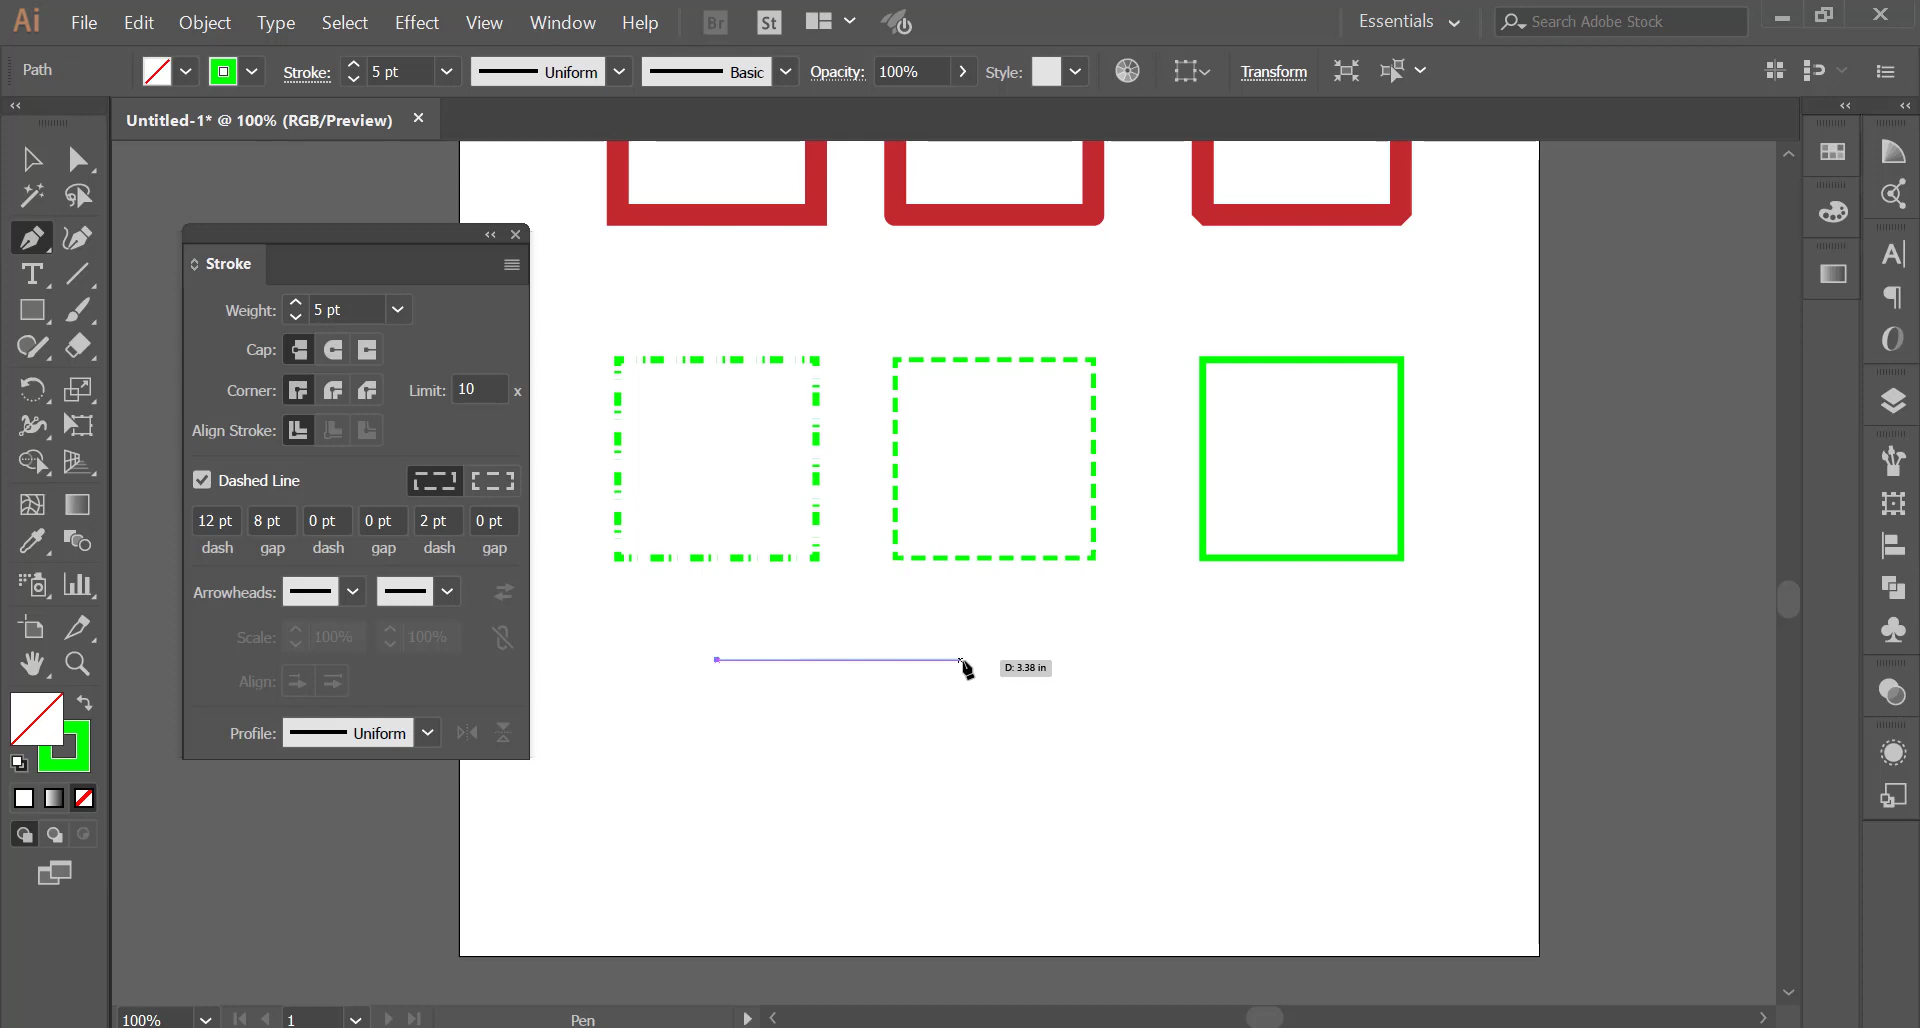 Ai File Edit Object Type Select Effect View Window Help Br St Essentials Search Adobe Stock
Path Stroke: 5 pt Uniform Basic Opacity: 100% Style: Transform
Untitled-1* @ 100% (RGB/Preview)
Stroke
Weight: 5 pt
Cap:
Corner: Limit: 10 x
Align Stroke:
Dashed Line
12 pt 8 pt 0 pt 0 pt 2 pt 0 pt
dash gap dash gap dash gap
Arrowheads:
Scale: 100% 100%
Align:
Profile: Uniform
D: 3.38 in
100% 1 Pen